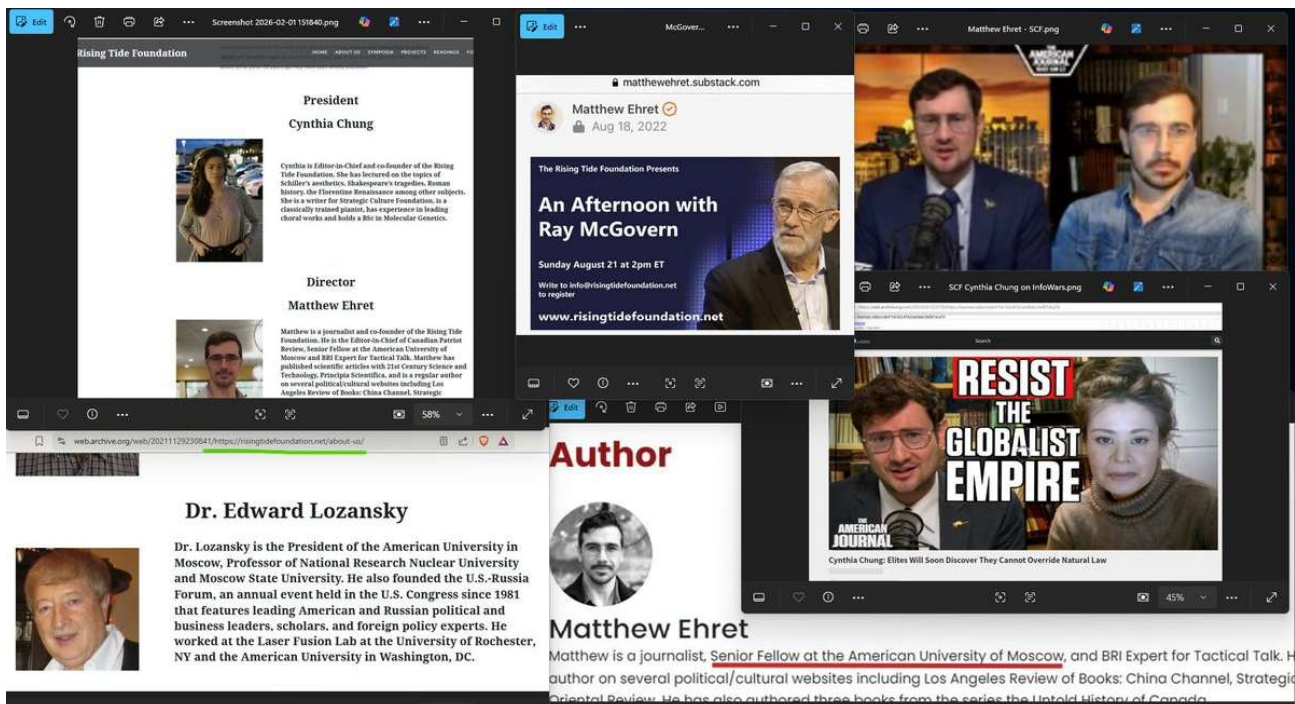 Edit
Screenshot 2026-02-01 151840.png
Rising Tide Foundation
HOME ABOUT US SYMPOSIA PROJECTS READINGS
President
Cynthia Chung
Cynthia is Editor-in-Chief and co-founder of the Rising
Tide Foundation. She has lectured on the topics of
Schiller's aesthetics, Shakespeare's tragedies, Roman
history, the Florentine Renaissance among other subjects.
She is a writer for Strategic Culture Foundation, is a
classically trained pianist, has experience in leading
choral works and holds a BSc in Molecular Genetics.
Director
Matthew Ehret
Matthew is a journalist and co-founder of the Rising Tide
Foundation. He is the Editor-in-Chief of Canadian Patriot
Review, Senior Fellow at the American University of
Moscow and BRI Expert for Tactical Talk. Matthew has
published scientific articles with 21st Century Science and
Technology, Principia Scientifica, and is a regular author
on several political/cultural websites including Los
Angeles Review of Books: China Channel, Strategic
58%
Edit
McGover...
matthewehret.substack.com
Matthew Ehret
Aug 18, 2022
The Rising Tide Foundation Presents
An Afternoon with
Ray McGovern
Sunday August 21 at 2pm ET
Write to info@risingtidefoundation.net
to register
www.risingtidefoundation.net
Matthew Ehret - SCF.png
THE
AMERICAN
JOURNAL
SCF Cynthia Chung on InfoWars.png
Search
RESIST
THE
GLOBALIST
EMPIRE
THE
AMERICAN
JOURNAL
Cynthia Chung: Elites Will Soon Discover They Cannot Override Natural Law
45%
web.archive.org/web/20211129230841/https://risingtidefoundation.net/about-us/
Dr. Edward Lozansky
Dr. Lozansky is the President of the American University in
Moscow, Professor of National Research Nuclear University
and Moscow State University. He also founded the U.S.-Russia
Forum, an annual event held in the U.S. Congress since 1981
that features leading American and Russian political and
business leaders, scholars, and foreign policy experts. He
worked at the Laser Fusion Lab at the University of Rochester,
NY and the American University in Washington, DC.
Edit
Author
Matthew Ehret
Matthew is a journalist, Senior Fellow at the American University of Moscow, and BRI Expert for Tactical Talk. H
author on several political/cultural websites including Los Angeles Review of Books: China Channel, Strategic
Oriental Review. He has also authored three books from the series the Untold History of Canada